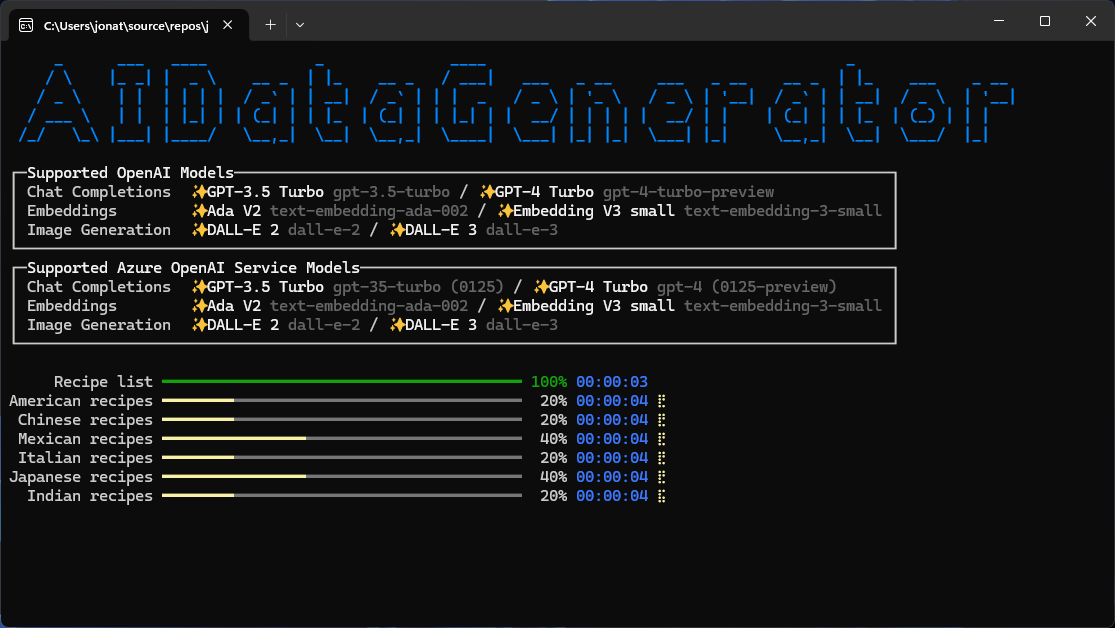 C:\Users\jonat\source\repos\j
AIDataGenerator
Supported OpenAI Models
Chat Completions ✨GPT-3.5 Turbo gpt-3.5-turbo / ✨GPT-4 Turbo gpt-4-turbo-preview
Embeddings ✨Ada V2 text-embedding-ada-002 / ✨Embedding V3 small text-embedding-3-small
Image Generation ✨DALL-E 2 dall-e-2 / ✨DALL-E 3 dall-e-3
Supported Azure OpenAI Service Models
Chat Completions ✨GPT-3.5 Turbo gpt-35-turbo (0125) / ✨GPT-4 Turbo gpt-4 (0125-preview)
Embeddings ✨Ada V2 text-embedding-ada-002 / ✨Embedding V3 small text-embedding-3-small
Image Generation ✨DALL-E 2 dall-e-2 / ✨DALL-E 3 dall-e-3
Recipe list 100% 00:00:03
American recipes 20% 00:00:04
Chinese recipes 20% 00:00:04
Mexican recipes 40% 00:00:04
Italian recipes 20% 00:00:04
Japanese recipes 40% 00:00:04
Indian recipes 20% 00:00:04